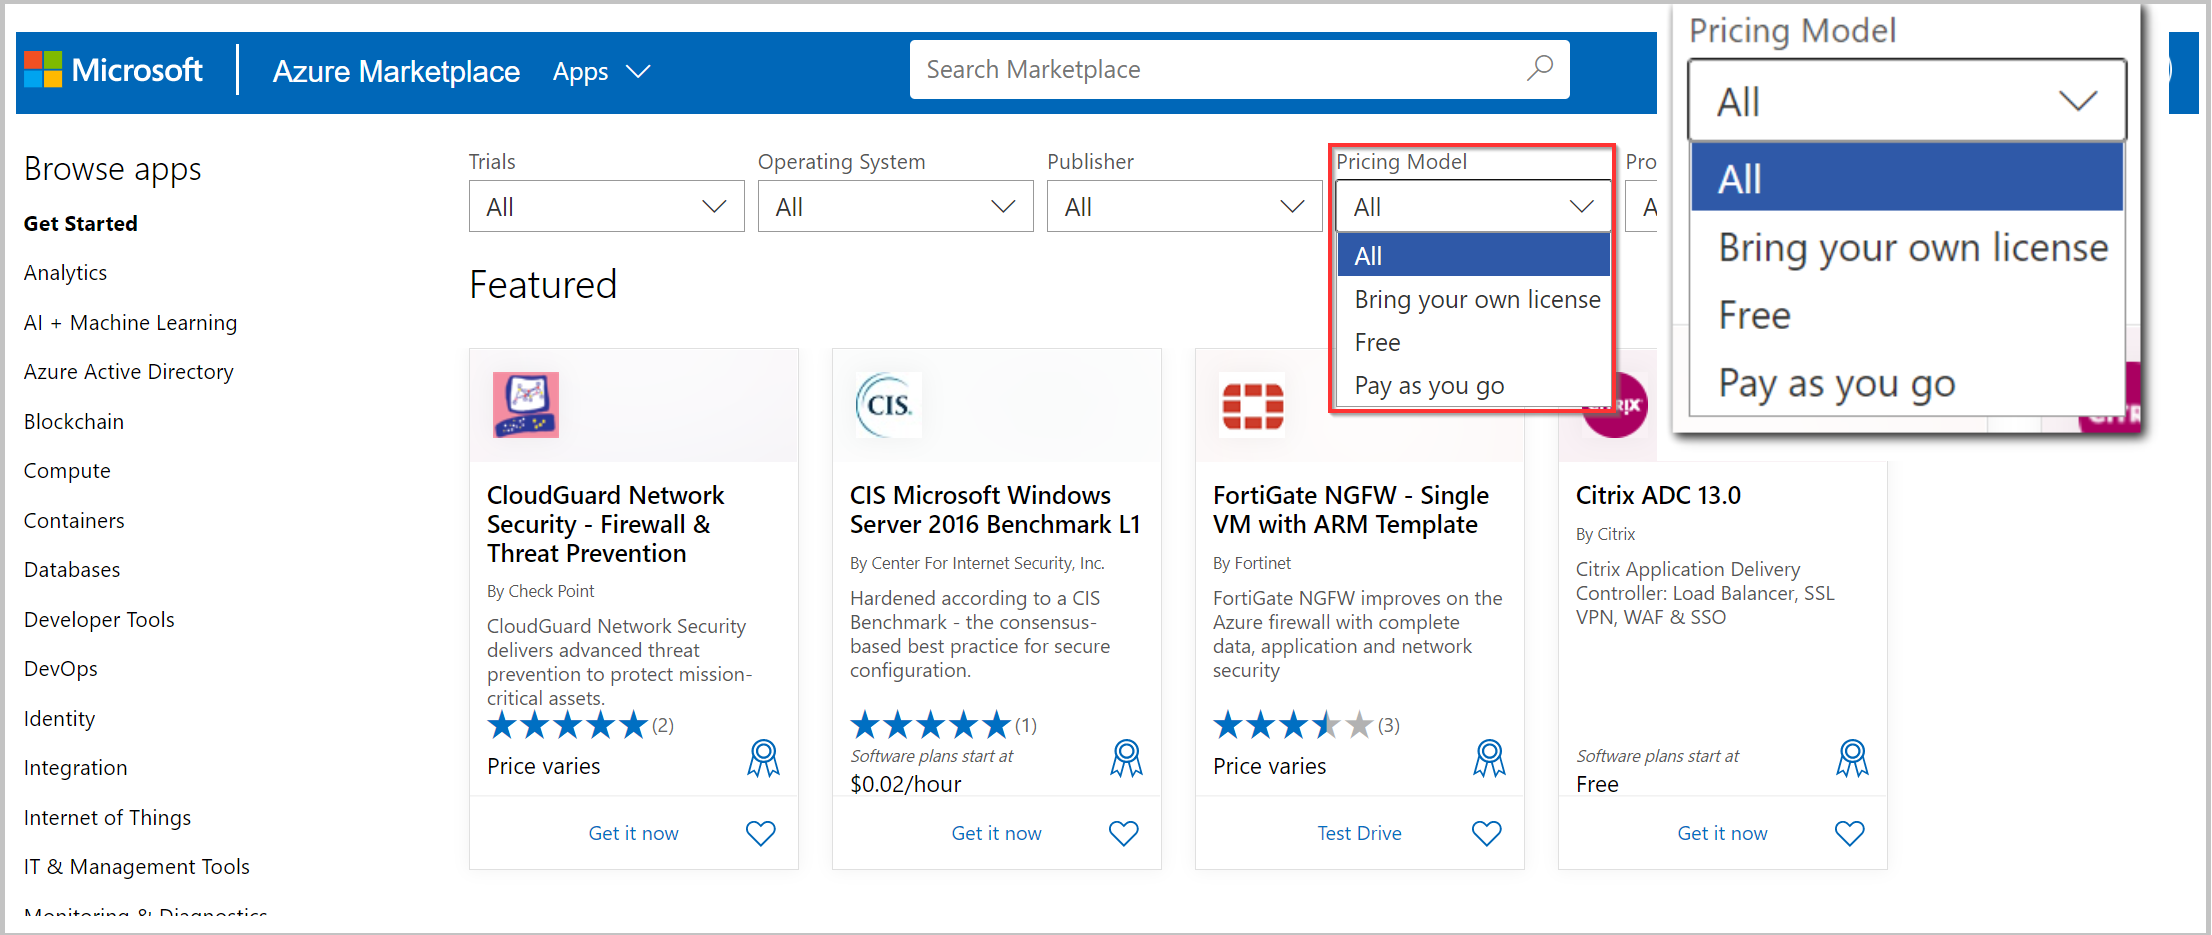 Microsoft
Azure Marketplace
Apps
Search Marketplace
Pricing Model
All
All
Bring your own license
Free
Pay as you go
Browse apps
Get Started
Analytics
AI + Machine Learning
Azure Active Directory
Blockchain
Compute
Containers
Databases
Developer Tools
DevOps
Identity
Integration
Internet of Things
IT & Management Tools
Monitoring & Diagnostics
Trials
All
Operating System
All
Publisher
All
Pricing Model
All
All
Bring your own license
Free
Pay as you go
Pro
A
Featured
CIS.
CloudGuard Network
Security - Firewall &
Threat Prevention
By Check Point
CloudGuard Network Security
delivers advanced threat
prevention to protect mission-
critical assets.
(2)
Price varies
Get it now
CIS Microsoft Windows
Server 2016 Benchmark L1
By Center For Internet Security, Inc.
Hardened according to a CIS
Benchmark - the consensus-
based best practice for secure
configuration.
(1)
Software plans start at
$0.02/hour
Get it now
FortiGate NGFW - Single
VM with ARM Template
By Fortinet
FortiGate NGFW improves on the
Azure firewall with complete
data, application and network
security
(3)
Price varies
Test Drive
Citrix ADC 13.0
By Citrix
Citrix Application Delivery
Controller: Load Balancer, SSL
VPN, WAF & SSO
Software plans start at
Free
Get it now